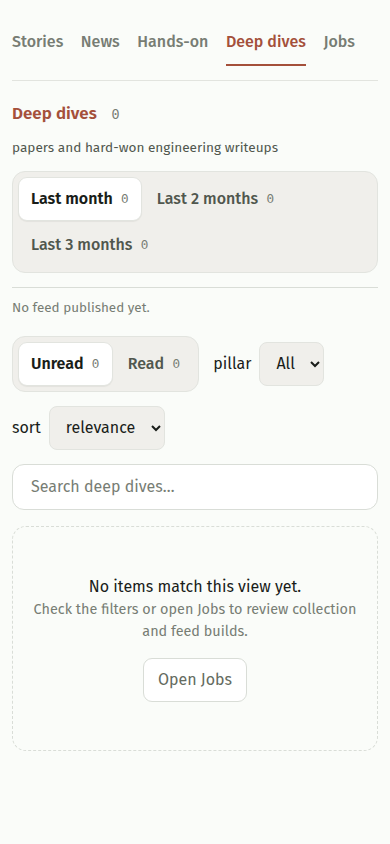 Stories News Hands-on Deep dives Jobs
Deep dives 0
papers and hard-won engineering writeups
Last month 0 Last 2 months 0
Last 3 months 0
No feed published yet.
Unread 0 Read 0 pillar All
sort relevance
Search deep dives...
No items match this view yet.
Check the filters or open Jobs to review collection
and feed builds.
Open Jobs